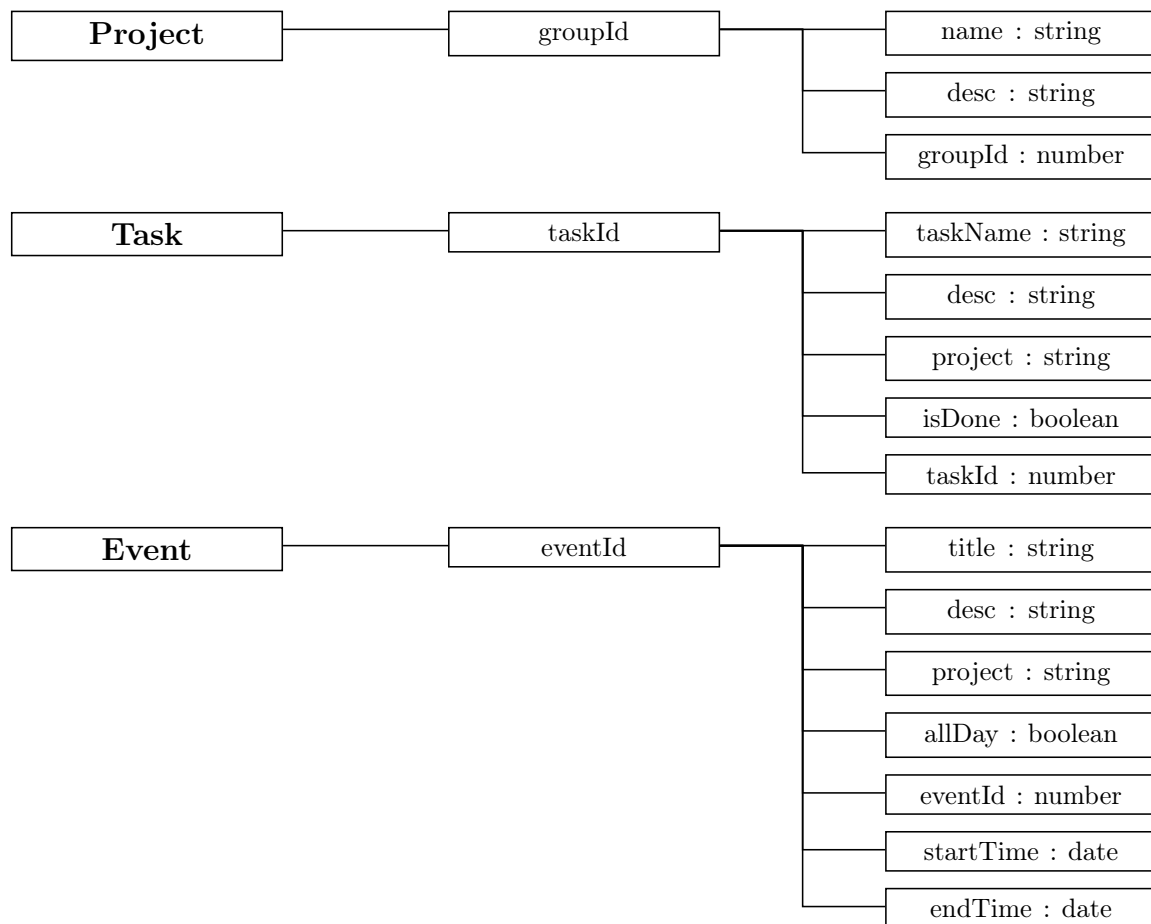 Project
groupId
name : string
desc : string
groupId : number
Task
taskId
taskName : string
desc : string
project : string
isDone : boolean
taskId : number
Event
eventId
title : string
desc : string
project : string
allDay : boolean
eventId : number
startTime : date
endTime : date